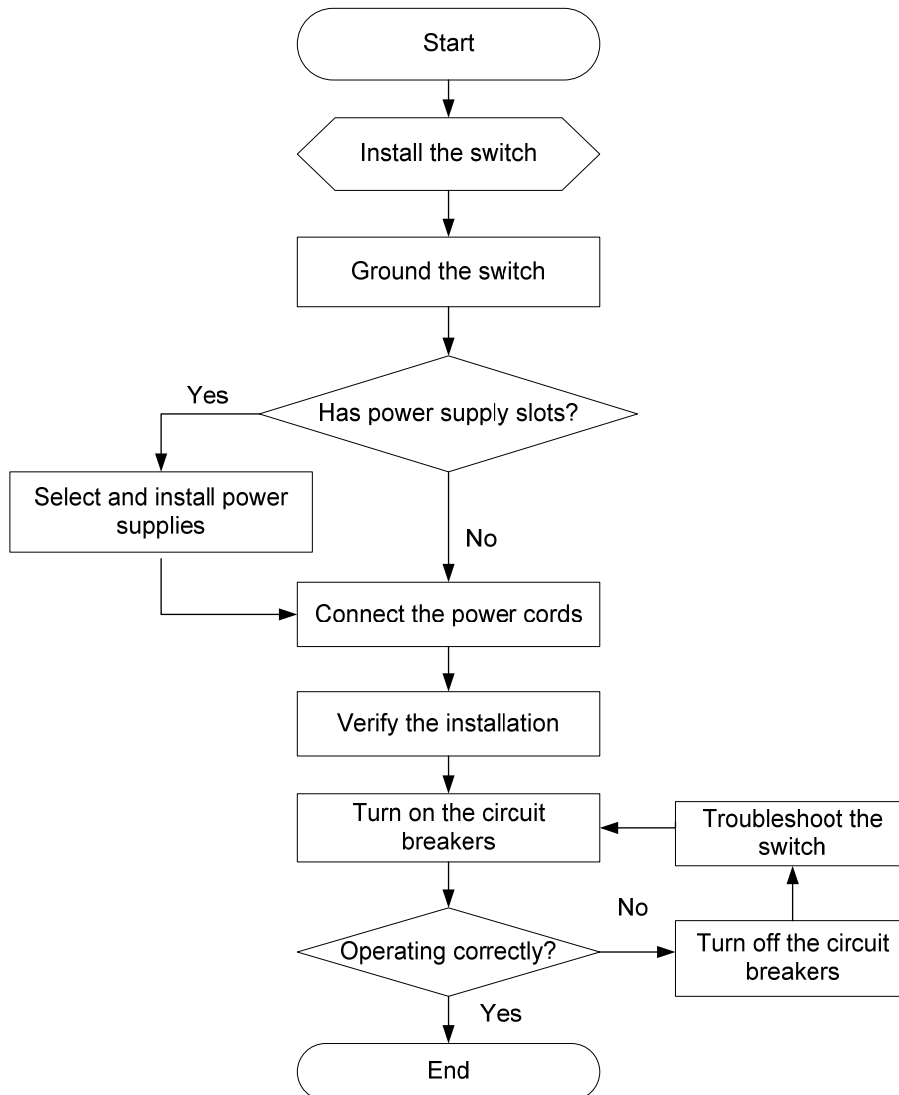 Start
Install the switch
Ground the switch
Yes
Has power supply slots?
Select and install power
supplies
No
Connect the power cords
Verify the installation
Turn on the circuit
breakers
Troubleshoot the
switch
No
Operating correctly?
Turn off the circuit
breakers
Yes
End